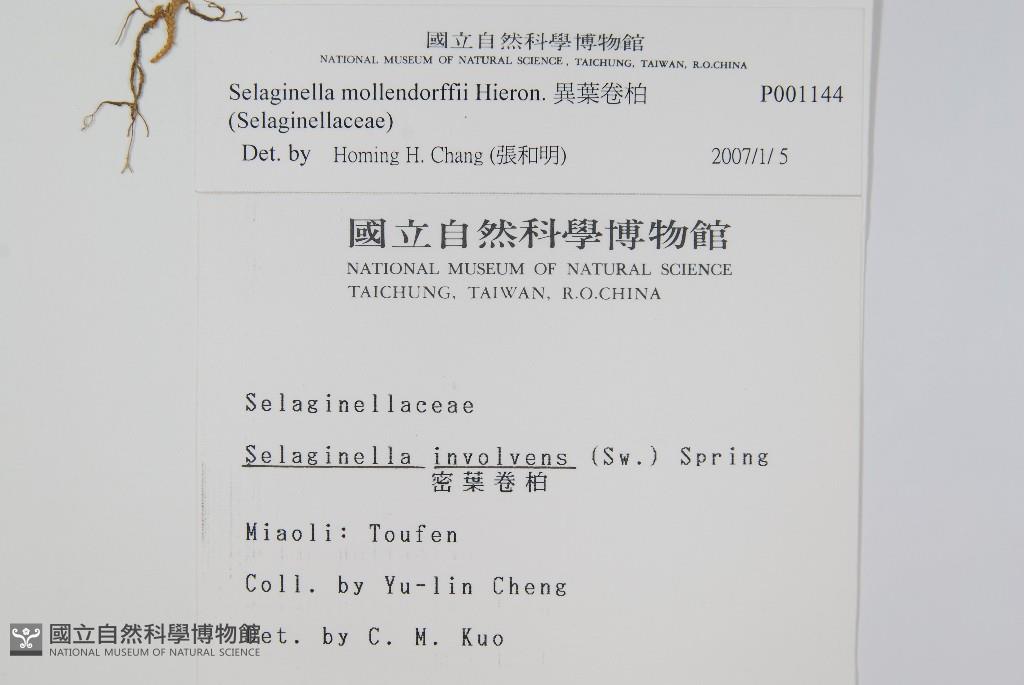 國立自然科學博物館
NATIONAL MUSEUM OF NATURAL SCIENCE, TAICHUNG, TAIWAN, R.O.CHINA
Selaginella mollendorffii Hieron. 異葉卷柏 P001144
(Selaginellaceae)
Det. by Homing H. Chang (張和明) 2007/1/5
國立自然科學博物館
NATIONAL MUSEUM OF NATURAL SCIENCE
TAICHUNG, TAIWAN, R.O.CHINA
Selaginellaceae
Selaginella involvens (Sw.) Spring
密葉卷柏
Miaoli: Toufen
Coll. by Yu-lin Cheng
Det. by C. M. Kuo
國立自然科學博物館
NATIONAL MUSEUM OF NATURAL SCIENCE